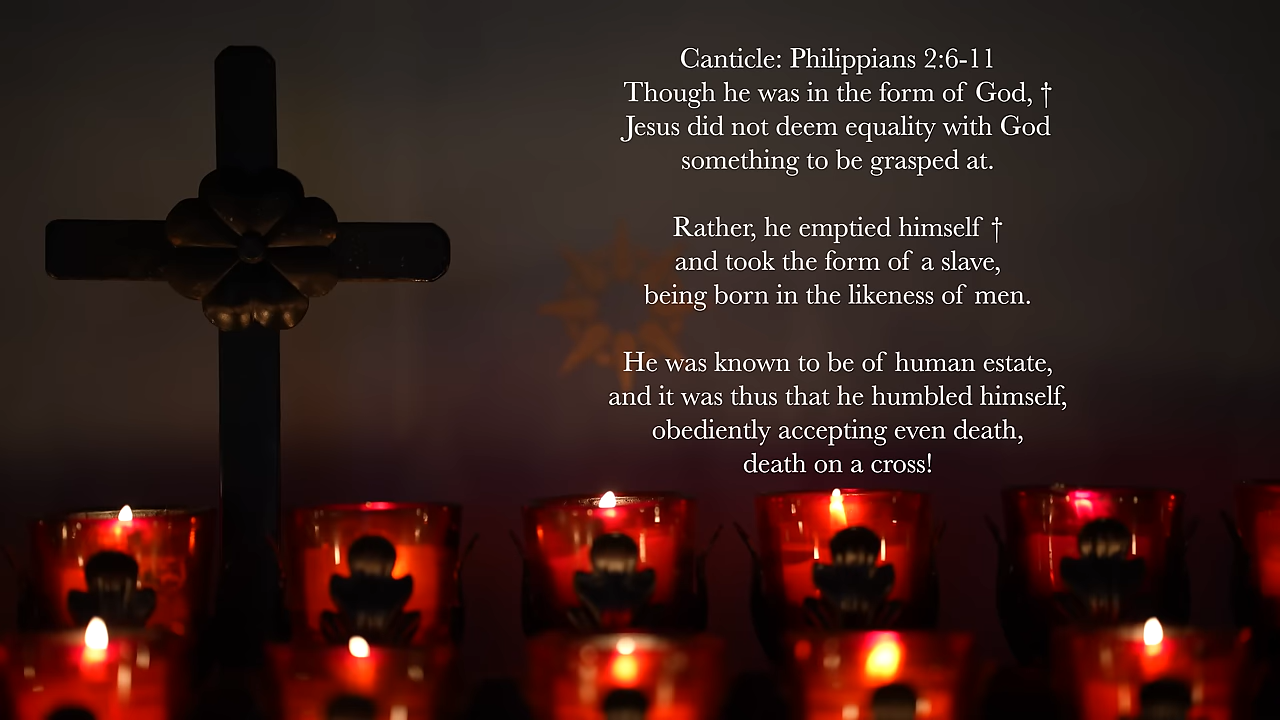 Canticle: Philippians 2:6-11
Though he was in the form of God, †
Jesus did not deem equality with God
something to be grasped at.
Rather, he emptied himself †
and took the form of a slave,
being born in the likeness of men.
He was known to be of human estate,
and it was thus that he humbled himself,
obediently accepting even death,
death on a cross!